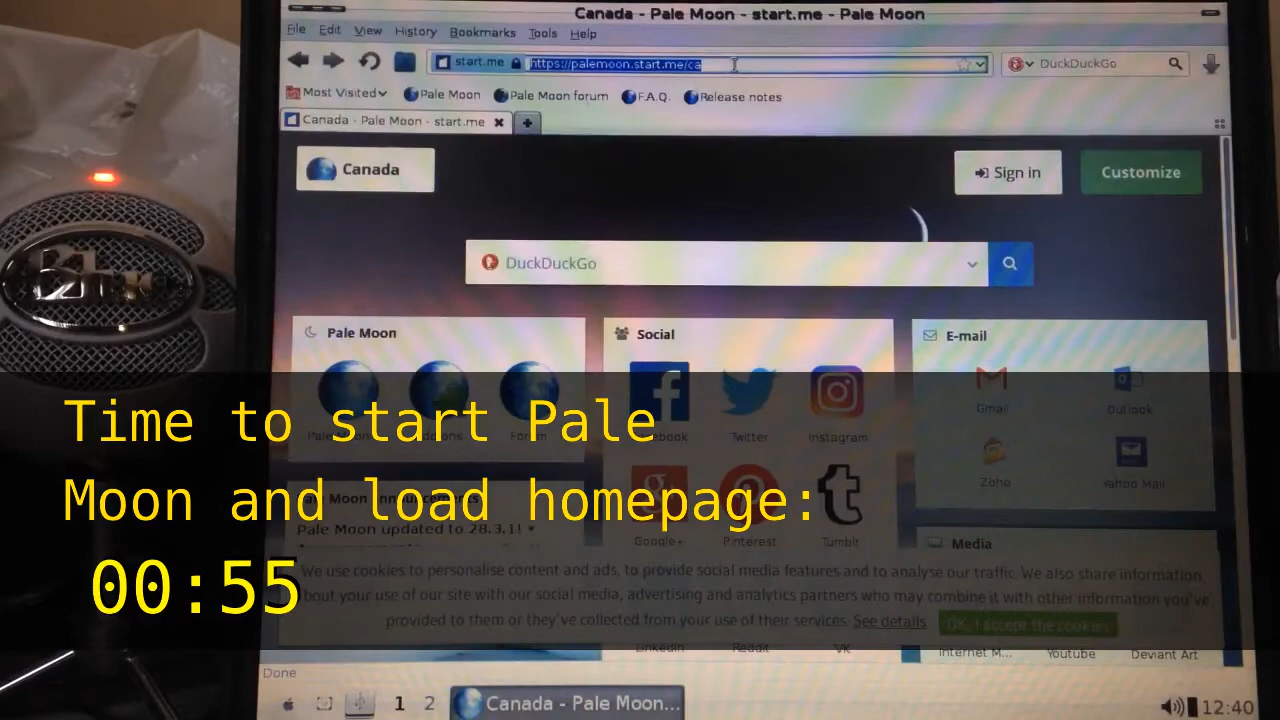 Canada - Pale Moon - start.me - Pale Moon
File Edit View History Bookmarks Tools Help
start.me https://palemoon.start.me/ca DuckDuckGo
Most Visited Pale Moon Pale Moon forum F.A.Q. Release notes
Canada - Pale Moon - start.me
Canada Sign in Customize
DuckDuckGo
Pale Moon Social E-mail
Gmail Outlook
Twitter Instagram
Time to start Pale
Zoho Yahoo Mail
Moon and load homepage:
Pale Moon updated to 28.3.1! •
Google+ Pinterest Tumblr
Media
00:55
We use cookies to personalise content and ads, to provide social media features and to analyse our traffic. We also share information
about your use of our site with our social media, advertising and analytics partners who may combine it with other information you've
provided to them or they've collected from your use of their services. See details OK, I accept the cookies
LinkedIn Reddit VK Internet M... Youtube Deviant Art
Done
1 2 Canada - Pale Moon... 12:40